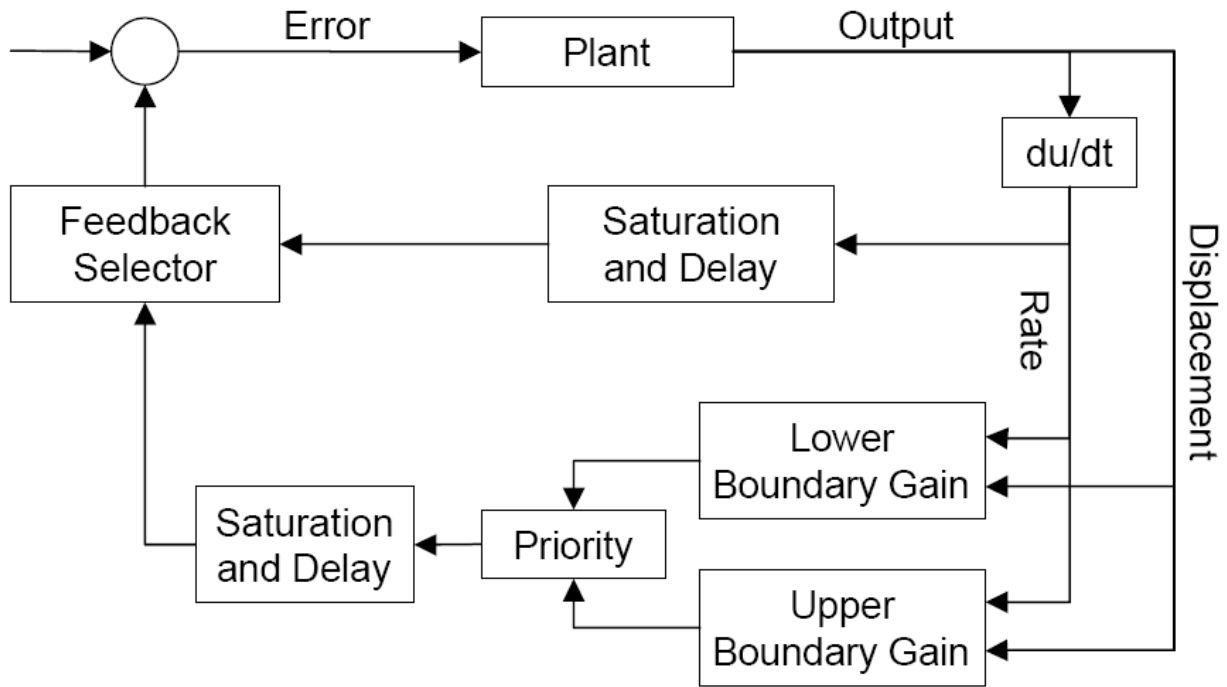 Error
Plant
Output
du/dt
Feedback
Selector
Saturation
and Delay
Rate
Displacement
Lower
Boundary Gain
Saturation
and Delay
Priority
Upper
Boundary Gain